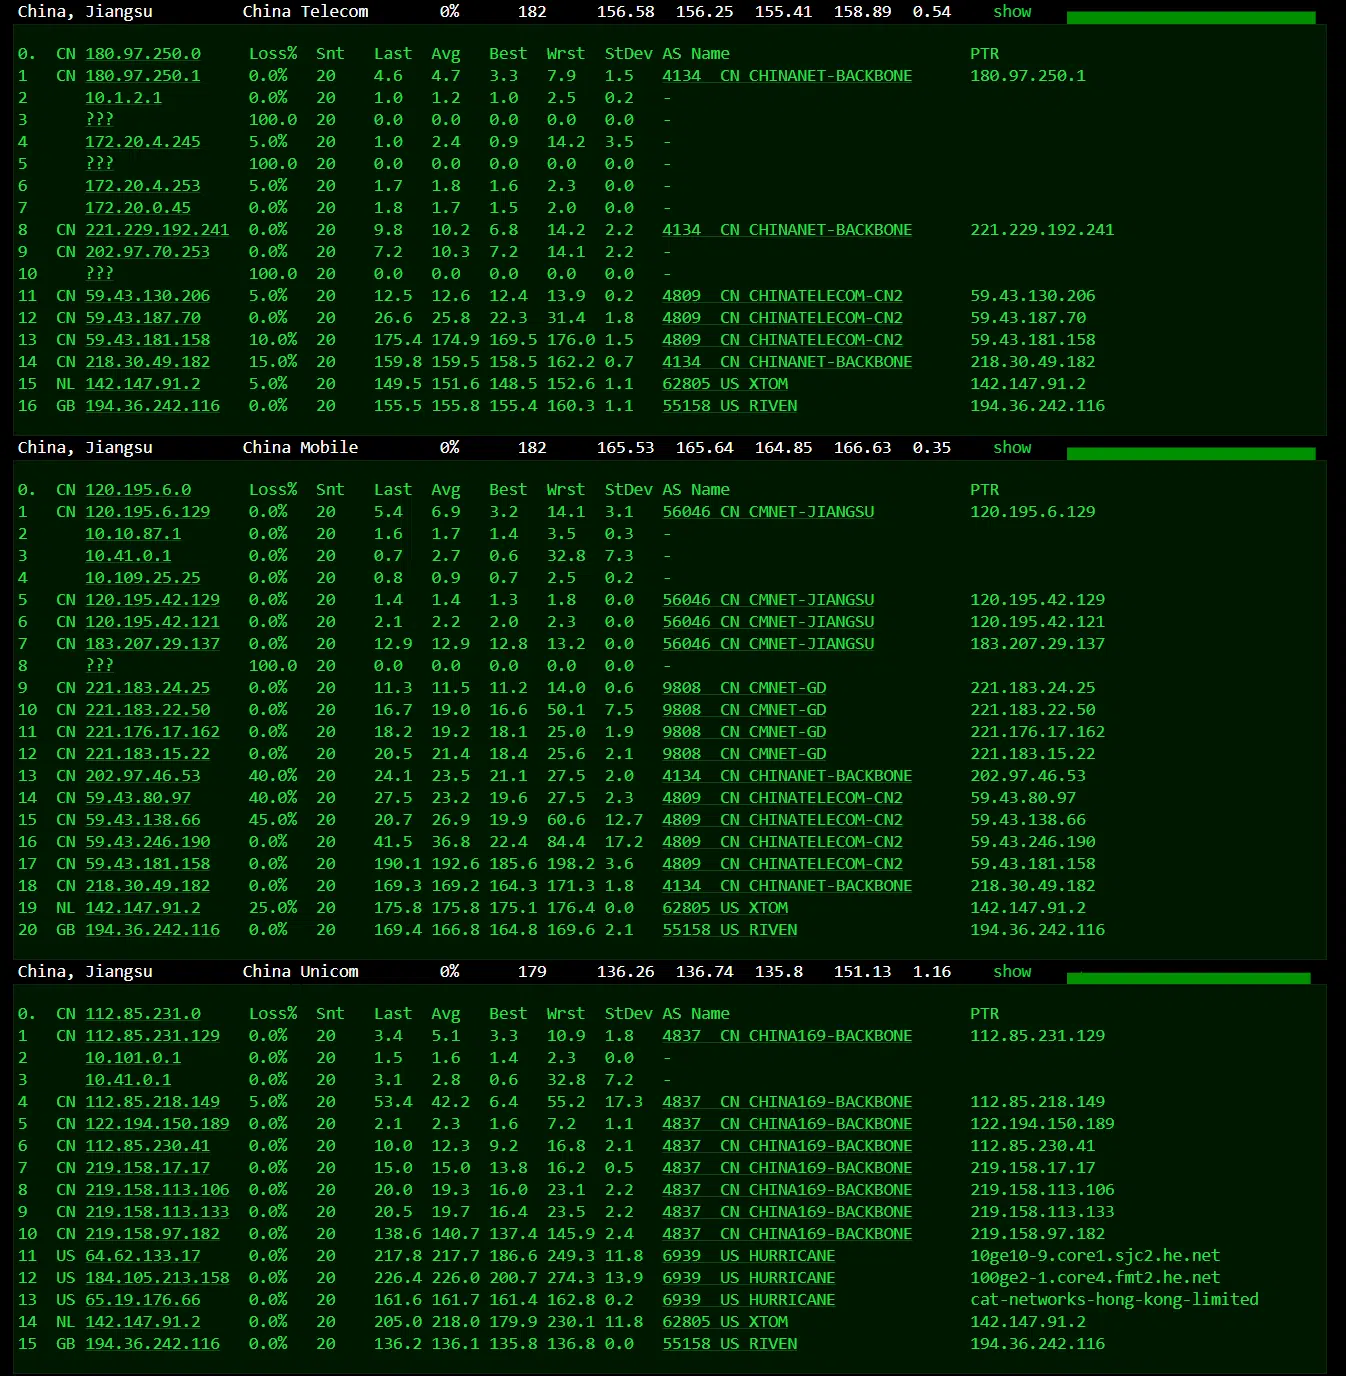 China, Jiangsu China Telecom 0% 182 156.58 156.25 155.41 158.89 0.54 show
0. CN 180.97.250.0 Loss% Snt Last Avg Best Wrst StDev AS Name PTR
1 CN 180.97.250.1 0.0% 20 4.6 4.7 3.3 7.9 1.5 4134 CN CHINANET-BACKBONE 180.97.250.1
2 10.1.2.1 0.0% 20 1.0 1.2 1.0 2.5 0.2 -
3 ??? 100.0 20 0.0 0.0 0.0 0.0 0.0 -
4 172.20.4.245 5.0% 20 1.0 2.4 0.9 14.2 3.5 -
5 ??? 100.0 20 0.0 0.0 0.0 0.0 0.0 -
6 172.20.4.253 5.0% 20 1.7 1.8 1.6 2.3 0.0 -
7 172.20.0.45 0.0% 20 1.8 1.7 1.5 2.0 0.0 -
8 CN 221.229.192.241 0.0% 20 9.8 10.2 6.8 14.2 2.2 4134 CN CHINANET-BACKBONE 221.229.192.241
9 CN 202.97.70.253 0.0% 20 7.2 10.3 7.2 14.1 2.2 -
10 ??? 100.0 20 0.0 0.0 0.0 0.0 0.0 -
11 CN 59.43.130.206 5.0% 20 12.5 12.6 12.4 13.9 0.2 4809 CN CHINATELECOM-CN2 59.43.130.206
12 CN 59.43.187.70 0.0% 20 26.6 25.8 22.3 31.4 1.8 4809 CN CHINATELECOM-CN2 59.43.187.70
13 CN 59.43.181.158 10.0% 20 175.4 174.9 169.5 176.0 1.5 4809 CN CHINATELECOM-CN2 59.43.181.158
14 CN 218.30.49.182 15.0% 20 159.8 159.5 158.5 162.2 0.7 4134 CN CHINANET-BACKBONE 218.30.49.182
15 NL 142.147.91.2 5.0% 20 149.5 151.6 148.5 152.6 1.1 62805 US XTOM 142.147.91.2
16 GB 194.36.242.116 0.0% 20 155.5 155.8 155.4 160.3 1.1 55158 US RIVEN 194.36.242.116
China, Jiangsu China Mobile 0% 182 165.53 165.64 164.85 166.63 0.35 show
0. CN 120.195.6.0 Loss% Snt Last Avg Best Wrst StDev AS Name PTR
1 CN 120.195.6.129 0.0% 20 5.4 6.9 3.2 14.1 3.1 56046 CN CMNET-JIANGSU 120.195.6.129
2 10.10.87.1 0.0% 20 1.6 1.7 1.4 3.5 0.3 -
3 10.41.0.1 0.0% 20 0.7 2.7 0.6 32.8 7.3 -
4 10.109.25.25 0.0% 20 0.8 0.9 0.7 2.5 0.2 -
5 CN 120.195.42.129 0.0% 20 1.4 1.4 1.3 1.8 0.0 56046 CN CMNET-JIANGSU 120.195.42.129
6 CN 120.195.42.121 0.0% 20 2.1 2.2 2.0 2.3 0.0 56046 CN CMNET-JIANGSU 120.195.42.121
7 CN 183.207.29.137 0.0% 20 12.9 12.9 12.8 13.2 0.0 56046 CN CMNET-JIANGSU 183.207.29.137
8 ??? 100.0 20 0.0 0.0 0.0 0.0 0.0 -
9 CN 221.183.24.25 0.0% 20 11.3 11.5 11.2 14.0 0.6 9808 CN CMNET-GD 221.183.24.25
10 CN 221.183.22.50 0.0% 20 16.7 19.0 16.6 50.1 7.5 9808 CN CMNET-GD 221.183.22.50
11 CN 221.176.17.162 0.0% 20 18.2 19.2 18.1 25.0 1.9 9808 CN CMNET-GD 221.176.17.162
12 CN 221.183.15.22 0.0% 20 20.5 21.4 18.4 25.6 2.1 9808 CN CMNET-GD 221.183.15.22
13 CN 202.97.46.53 40.0% 20 24.1 23.5 21.1 27.5 2.0 4134 CN CHINANET-BACKBONE 202.97.46.53
14 CN 59.43.80.97 40.0% 20 27.5 23.2 19.6 27.5 2.3 4809 CN CHINATELECOM-CN2 59.43.80.97
15 CN 59.43.138.66 45.0% 20 20.7 26.9 19.9 60.6 12.7 4809 CN CHINATELECOM-CN2 59.43.138.66
16 CN 59.43.246.190 0.0% 20 41.5 36.8 22.4 84.4 17.2 4809 CN CHINATELECOM-CN2 59.43.246.190
17 CN 59.43.181.158 0.0% 20 190.1 192.6 185.6 198.2 3.6 4809 CN CHINATELECOM-CN2 59.43.181.158
18 CN 218.30.49.182 0.0% 20 169.3 169.2 164.3 171.3 1.8 4134 CN CHINANET-BACKBONE 218.30.49.182
19 NL 142.147.91.2 25.0% 20 175.8 175.8 175.1 176.4 0.0 62805 US XTOM 142.147.91.2
20 GB 194.36.242.116 0.0% 20 169.4 166.8 164.8 169.6 2.1 55158 US RIVEN 194.36.242.116
China, Jiangsu China Unicom 0% 179 136.26 136.74 135.8 151.13 1.16 show
0. CN 112.85.231.0 Loss% Snt Last Avg Best Wrst StDev AS Name PTR
1 CN 112.85.231.129 0.0% 20 3.4 5.1 3.3 10.9 1.8 4837 CN CHINA169-BACKBONE 112.85.231.129
2 10.101.0.1 0.0% 20 1.5 1.6 1.4 2.3 0.0 -
3 10.41.0.1 0.0% 20 3.1 2.8 0.6 32.8 7.2 -
4 CN 112.85.218.149 5.0% 20 53.4 42.2 6.4 55.2 17.3 4837 CN CHINA169-BACKBONE 112.85.218.149
5 CN 122.194.150.189 0.0% 20 2.1 2.3 1.6 7.2 1.1 4837 CN CHINA169-BACKBONE 122.194.150.189
6 CN 112.85.230.41 0.0% 20 10.0 12.3 9.2 16.8 2.1 4837 CN CHINA169-BACKBONE 112.85.230.41
7 CN 219.158.17.17 0.0% 20 15.0 15.0 13.8 16.2 0.5 4837 CN CHINA169-BACKBONE 219.158.17.17
8 CN 219.158.113.106 0.0% 20 20.0 19.3 16.0 23.1 2.2 4837 CN CHINA169-BACKBONE 219.158.113.106
9 CN 219.158.113.133 0.0% 20 20.5 19.7 16.4 23.5 2.2 4837 CN CHINA169-BACKBONE 219.158.113.133
10 CN 219.158.97.182 0.0% 20 138.6 140.7 137.4 145.9 2.4 4837 CN CHINA169-BACKBONE 219.158.97.182
11 US 64.62.133.17 0.0% 20 217.8 217.7 186.6 249.3 11.8 6939 US HURRICANE 10ge10-9.core1.sjc2.he.net
12 US 184.105.213.158 0.0% 20 226.4 226.0 200.7 274.3 13.9 6939 US HURRICANE 100ge2-1.core4.fmt2.he.net
13 US 65.19.176.66 0.0% 20 161.6 161.7 161.4 162.8 0.2 6939 US HURRICANE cat-networks-hong-kong-limited
14 NL 142.147.91.2 0.0% 20 205.0 218.0 179.9 230.1 11.8 62805 US XTOM 142.147.91.2
15 GB 194.36.242.116 0.0% 20 136.2 136.1 135.8 136.8 0.0 55158 US RIVEN 194.36.242.116